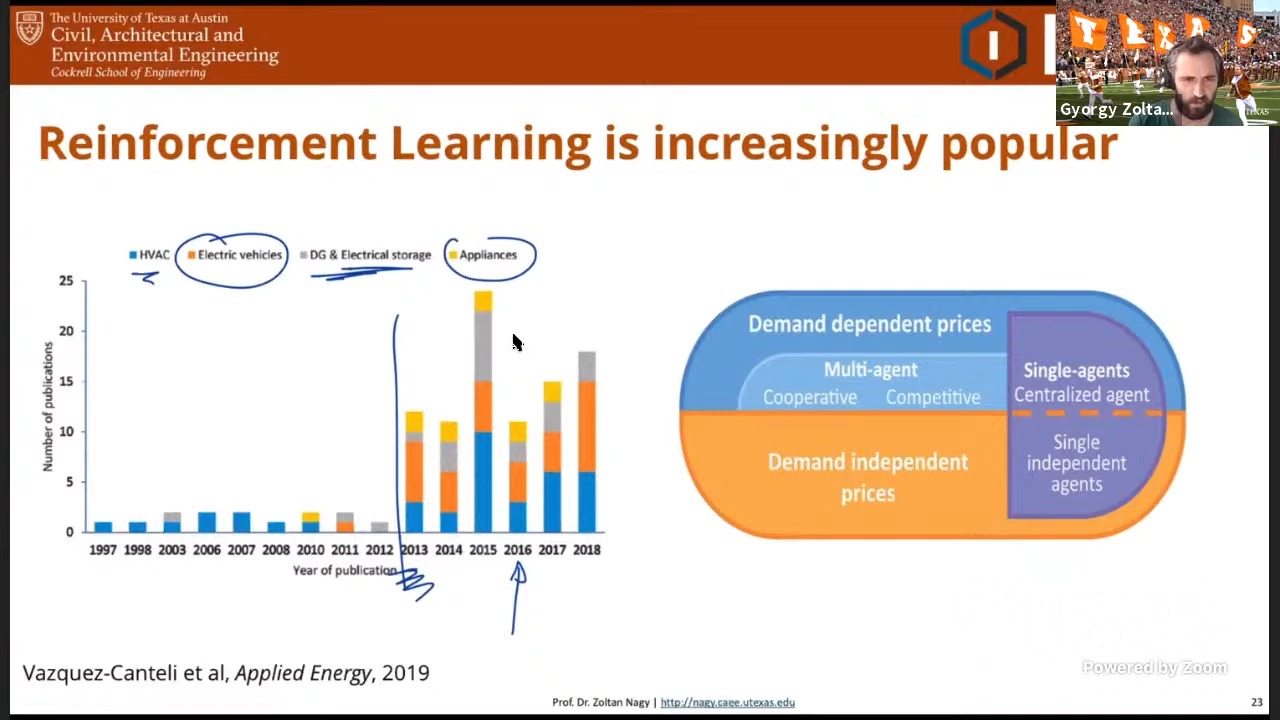 The University of Texas at Austin
Civil, Architectural and
Environmental Engineering
Cockrell School of Engineering
TEXAS
Gyorgy Zolta...
TEXAS
Reinforcement Learning is increasingly popular
HVAC
Electric vehicles
DG & Electrical storage
Appliances
Number of publications
25
20
15
10
5
0
1997 1998 2003 2006 2007 2008 2010 2011 2012 2013 2014 2015 2016 2017 2018
Year of publication
Demand dependent prices
Multi-agent
Cooperative Competitive
Single-agents
Centralized agent
Demand independent
prices
Single
independent
agents
Vazquez-Canteli et al, Applied Energy, 2019
Powered by Zoom
Prof. Dr. Zoltan Nagy | http://nagy.caee.utexas.edu
23